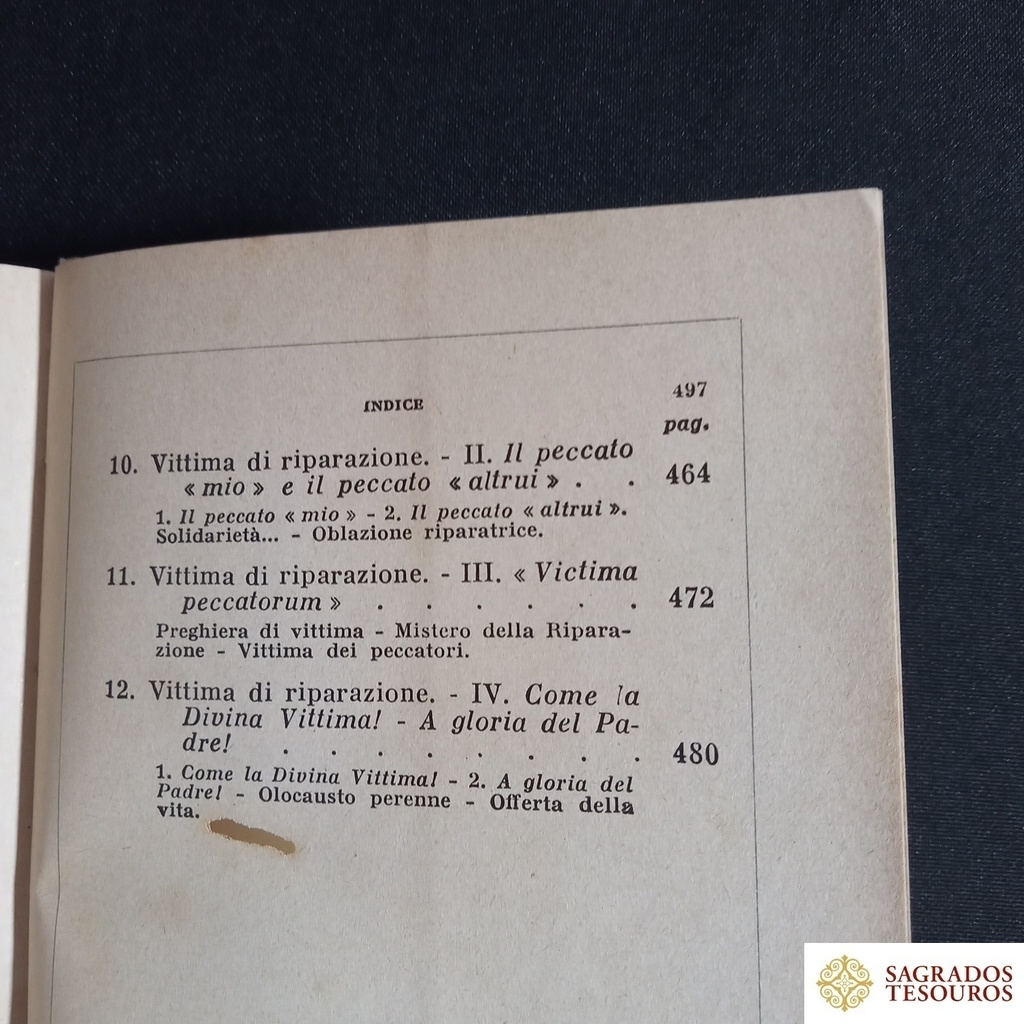 INDICE 497
pag.
10. Vittima di riparazione. - II. Il peccato
« mio » e il peccato « altrui » . . 464
1. Il peccato « mio » - 2. Il peccato « altrui ».
Solidarietà... - Oblazione riparatrice.
11. Vittima di riparazione. - III. « Victima
peccatorum » . . . . . . 472
Preghiera di vittima - Mistero della Ripara-
zione - Vittima dei peccatori.
12. Vittima di riparazione. - IV. Come la
Divina Vittima! - A gloria del Pa-
dre! . . . . . . . . 480
1. Come la Divina Vittima! - 2. A gloria del
Padre! - Olocausto perenne - Offerta della
vita.
SAGRADOS
TESOUROS